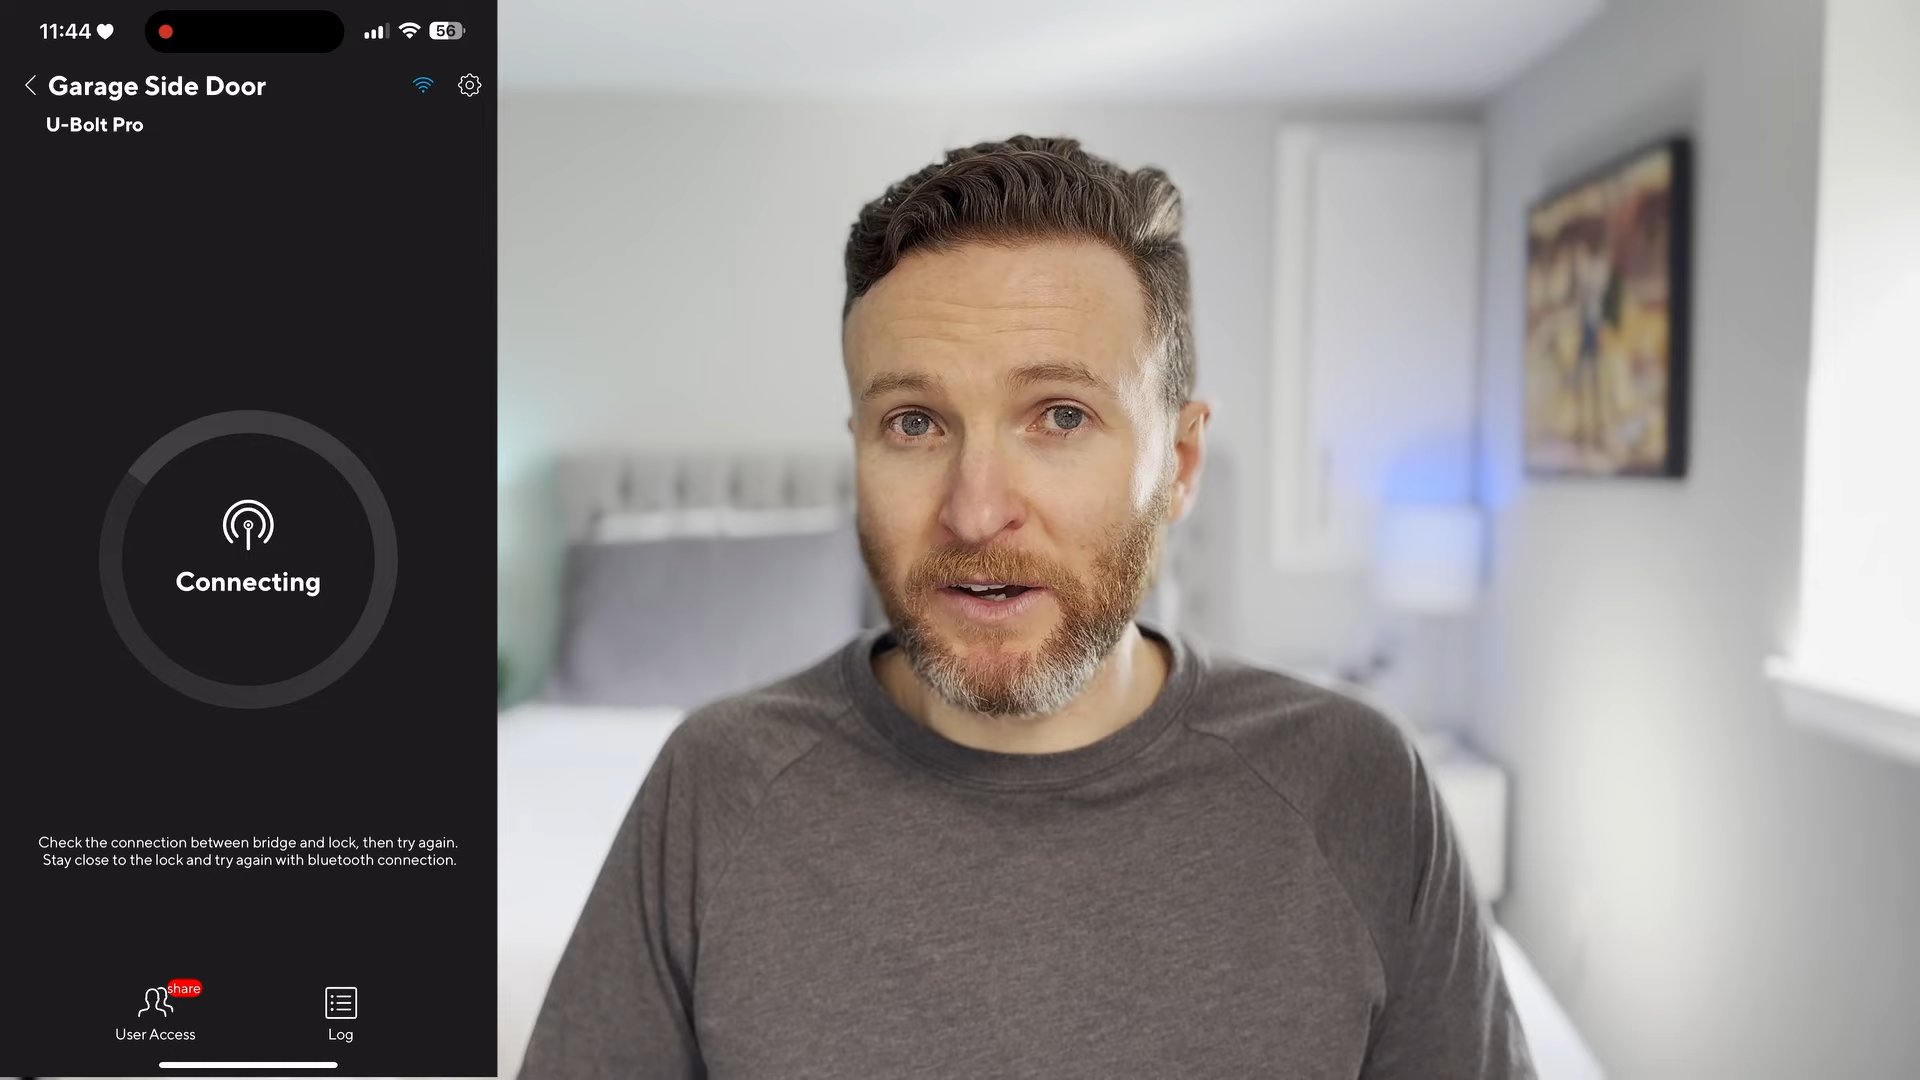 11:44
56
Garage Side Door
U-Bolt Pro
Connecting
Check the connection between bridge and lock, then try again.
Stay close to the lock and try again with bluetooth connection.
share
User Access
Log